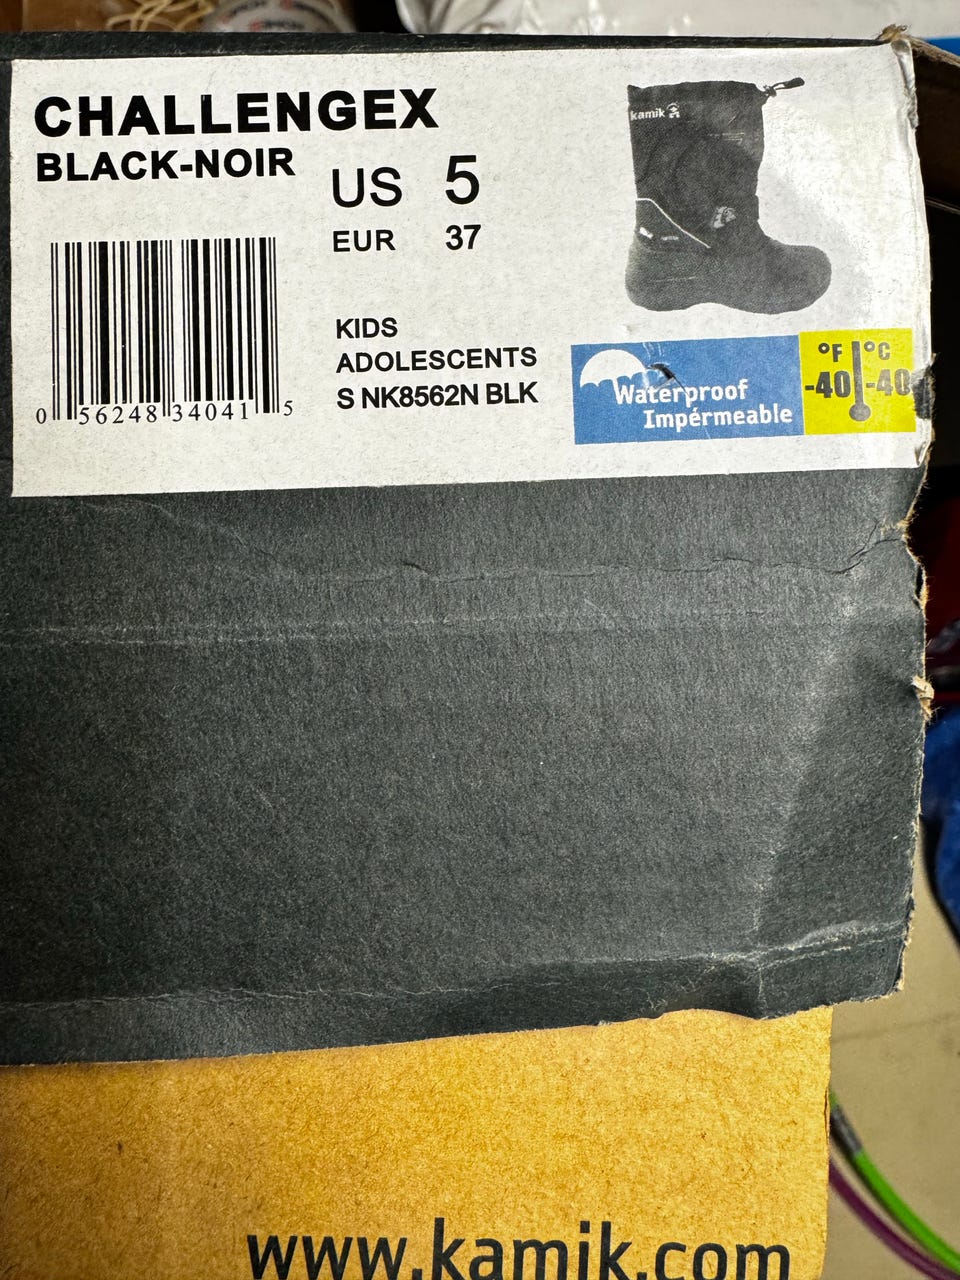 CHALLENGEX
BLACK-NOIR
US 5
EUR 37
kamik
KIDS
ADOLESCENTS
S NK8562N BLK
0 56248 34041 5
Waterproof
Impérmeable
°F °C
-40 -40
www.kamik.com